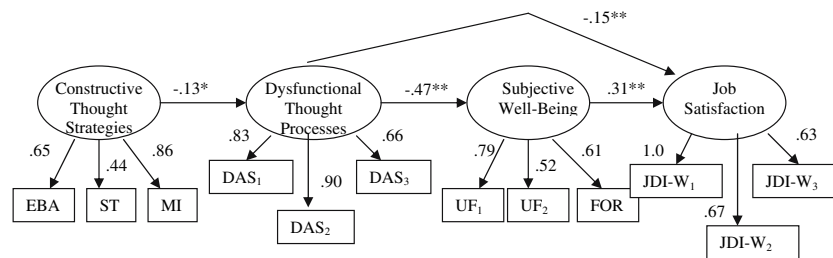 -.15**
Constructive
Thought
Strategies
-.13*
Dysfunctional
Thought
Processes
-.47**
Subjective
Well-Being
.31**
Job
Satisfaction
.65
.44
.86
.83
.90
.66
.79
.52
.61
1.0
.67
.63
EBA
ST
MI
DAS₁
DAS₂
DAS₃
UF₁
UF₂
FOR
JDI-W₁
JDI-W₂
JDI-W₃